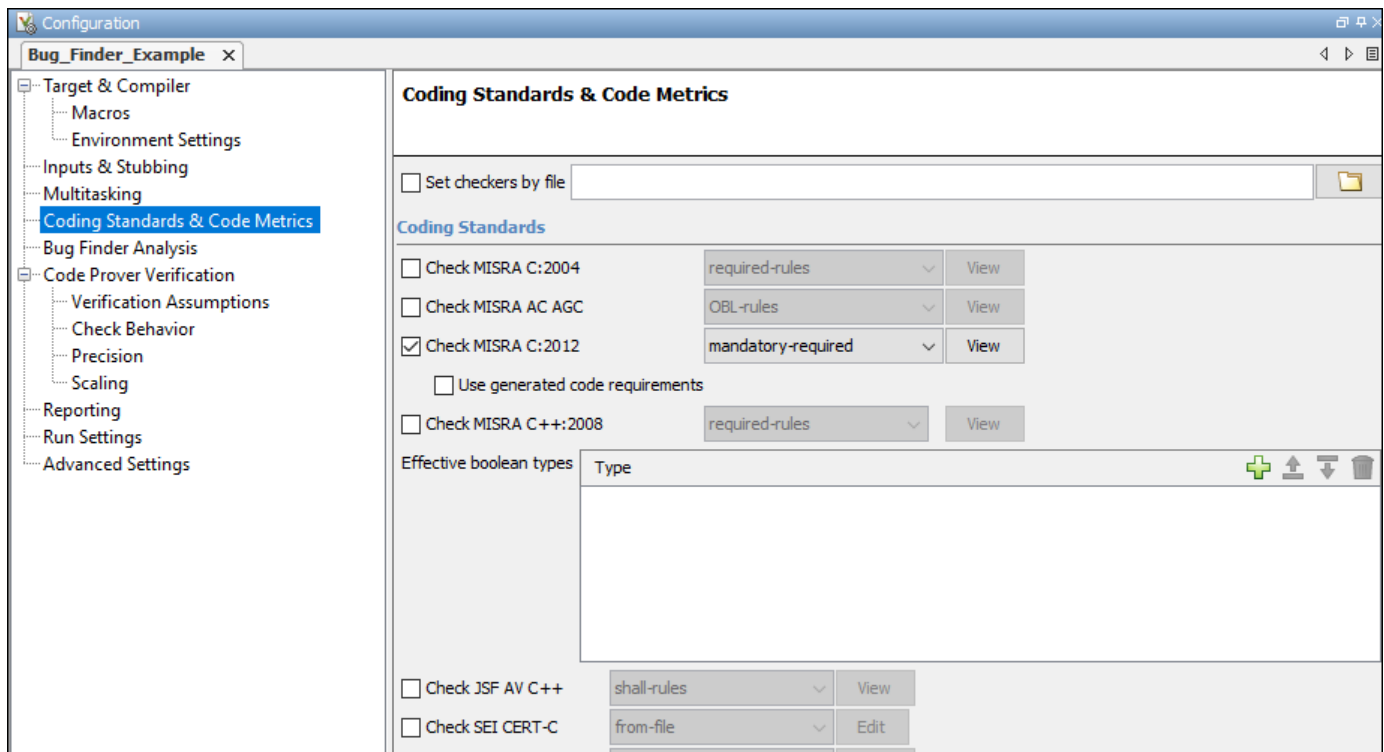 Configuration
Bug_Finder_Example
Target & Compiler
Macros
Environment Settings
Inputs & Stubbing
Multitasking
Coding Standards & Code Metrics
Bug Finder Analysis
Code Prover Verification
Verification Assumptions
Check Behavior
Precision
Scaling
Reporting
Run Settings
Advanced Settings
Coding Standards & Code Metrics
Set checkers by file
Coding Standards
Check MISRA C:2004 required-rules View
Check MISRA AC AGC OBL-rules View
Check MISRA C:2012 mandatory-required View
Use generated code requirements
Check MISRA C++:2008 required-rules View
Effective boolean types Type
Check JSF AV C++ shall-rules View
Check SEI CERT-C from-file Edit